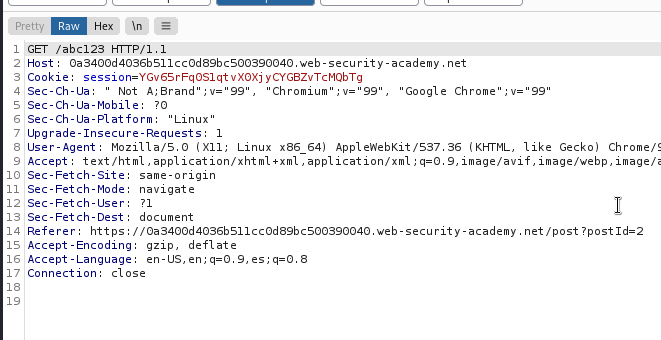 Pretty Raw Hex \n
1 GET /abc123 HTTP/1.1
2 Host: 0a3400d4036b511cc0d89bc500390040.web-security-academy.net
3 Cookie: session=YGv65rFq0S1qtvX0XjyCYGBZvTcMQbTg
4 Sec-Ch-Ua: " Not A;Brand";v="99", "Chromium";v="99", "Google Chrome";v="99"
5 Sec-Ch-Ua-Mobile: ?0
6 Sec-Ch-Ua-Platform: "Linux"
7 Upgrade-Insecure-Requests: 1
8 User-Agent: Mozilla/5.0 (X11; Linux x86_64) AppleWebKit/537.36 (KHTML, like Gecko) Chrome/9
9 Accept: text/html,application/xhtml+xml,application/xml;q=0.9,image/avif,image/webp,image/a
10 Sec-Fetch-Site: same-origin
11 Sec-Fetch-Mode: navigate
12 Sec-Fetch-User: ?1
13 Sec-Fetch-Dest: document
14 Referer: https://0a3400d4036b511cc0d89bc500390040.web-security-academy.net/post?postId=2
15 Accept-Encoding: gzip, deflate
16 Accept-Language: en-US,en;q=0.9,es;q=0.8
17 Connection: close
18
19